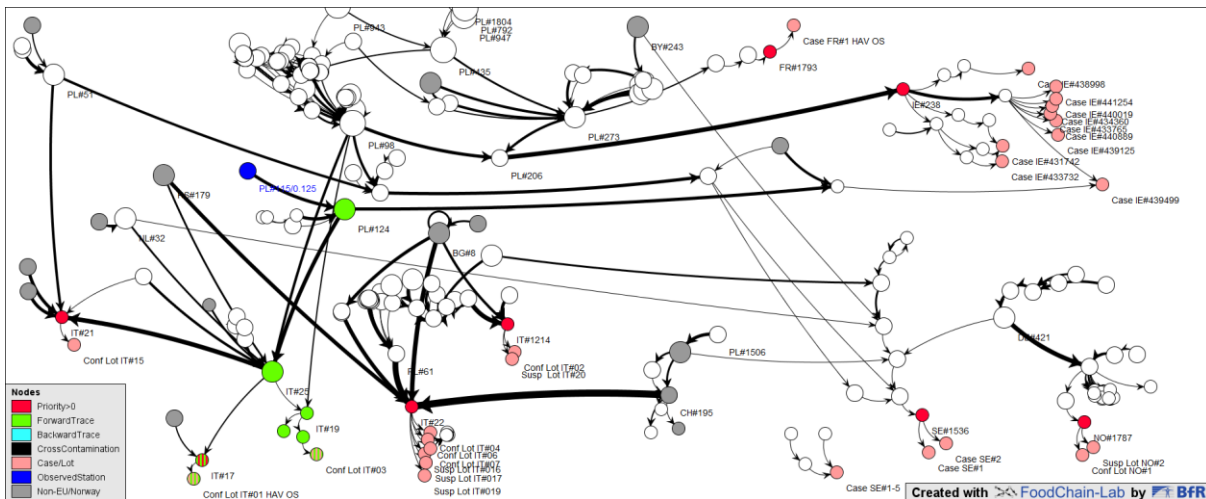 PL#943
PL#1804
PL#792
PL#947
PL#435
BY#243
Case FR#1 HAV OS
FR#1793
PL#51
PL#98
PL#273
PL#206
IE#238
Case IE#438998
Case IE#441254
Case IE#440019
Case IE#434360
Case IE#433765
Case IE#440889
Case IE#439125
Case IE#431742
Case IE#433732
Case IE#439499
RS#179
PL#115/0.125
PL#124
NL#32
BG#8
IT#21
Conf Lot IT#15
IT#25
PL#61
IT#1214
Conf Lot IT#02
Susp Lot IT#20
PL#1506
CH#195
IT#19
IT#22
Conf Lot IT#04
Conf Lot IT#06
Conf Lot IT#07
Susp Lot IT#016
Susp Lot IT#017
Susp Lot IT#019
Conf Lot IT#03
IT#17
Conf Lot IT#01 HAV OS
SE#1536
Case SE#2
Case SE#1
Case SE#1-5
NO#1787
Susp Lot NO#2
Conf Lot NO#1
Nodes
Priority>0
ForwardTrace
BackwardTrace
CrossContamination
Case/Lot
ObservedStation
Non-EU/Norway
Created with FoodChain-Lab by BfR